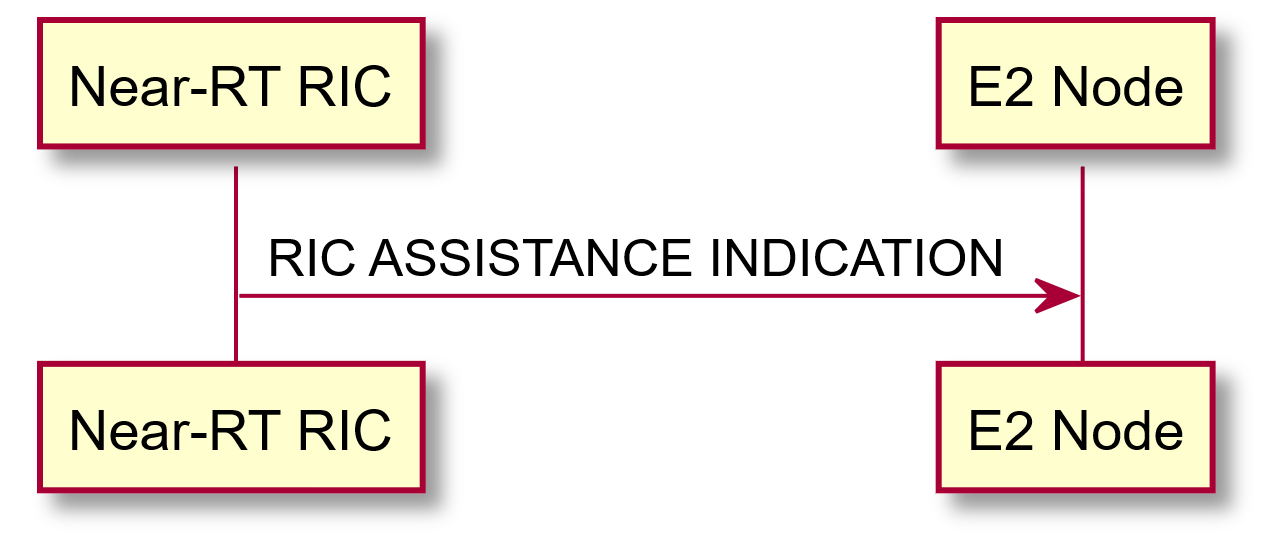 Near-RT RIC
E2 Node
RIC ASSISTANCE INDICATION
Near-RT RIC
E2 Node